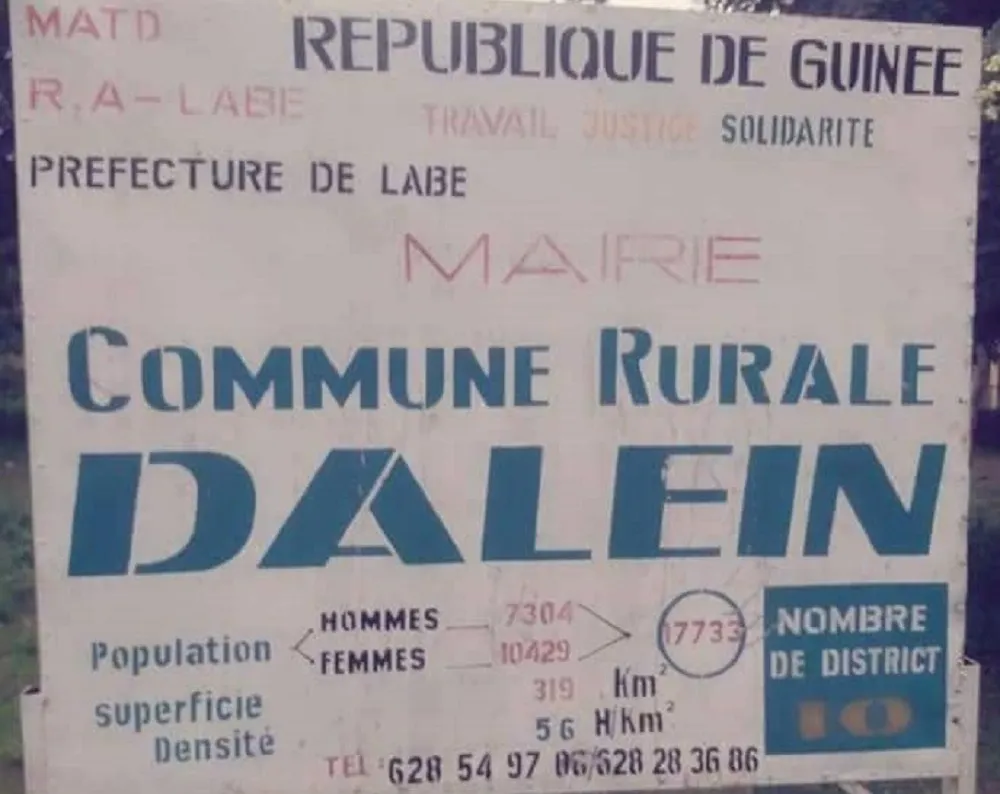 MATD
REPUBLIQUE DE GUINEE
R.A-LABE
TRAVAIL JUSTICE SOLIDARITE
PREFECTURE DE LABE
MAIRIE
COMMUNE RURALE
DALEIN
Population HOMMES 7304 17733
FEMMES 10429
NOMBRE DE DISTRICT 10
superficie 319 Km²
Densité 56 H/Km²
TEL: 628 54 97 06/628 28 36 86